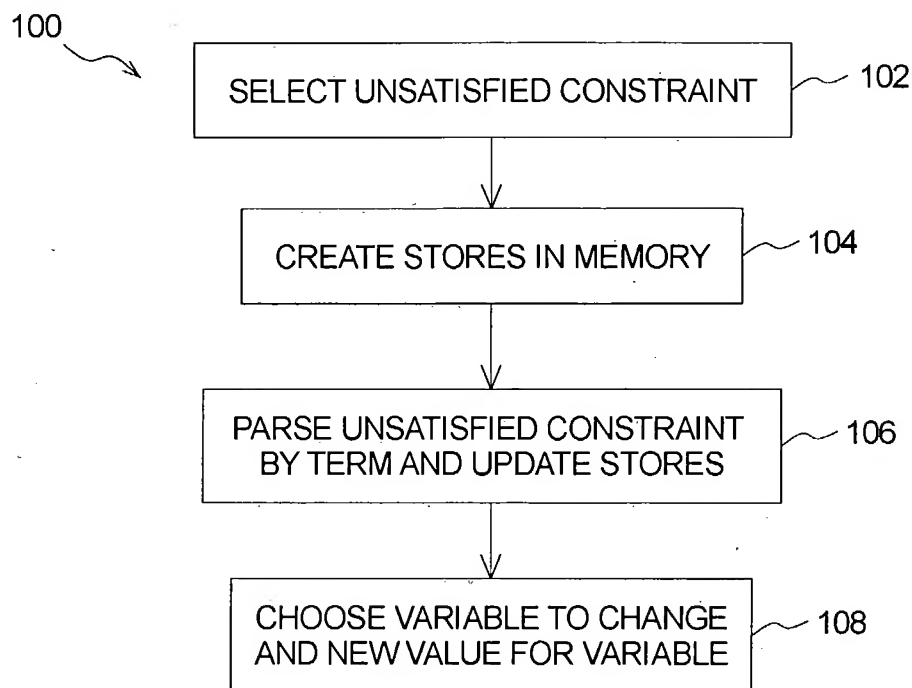 100
SELECT UNSATISFIED CONSTRAINT
102
CREATE STORES IN MEMORY
104
PARSE UNSATISFIED CONSTRAINT
BY TERM AND UPDATE STORES
106
CHOOSE VARIABLE TO CHANGE
AND NEW VALUE FOR VARIABLE
108